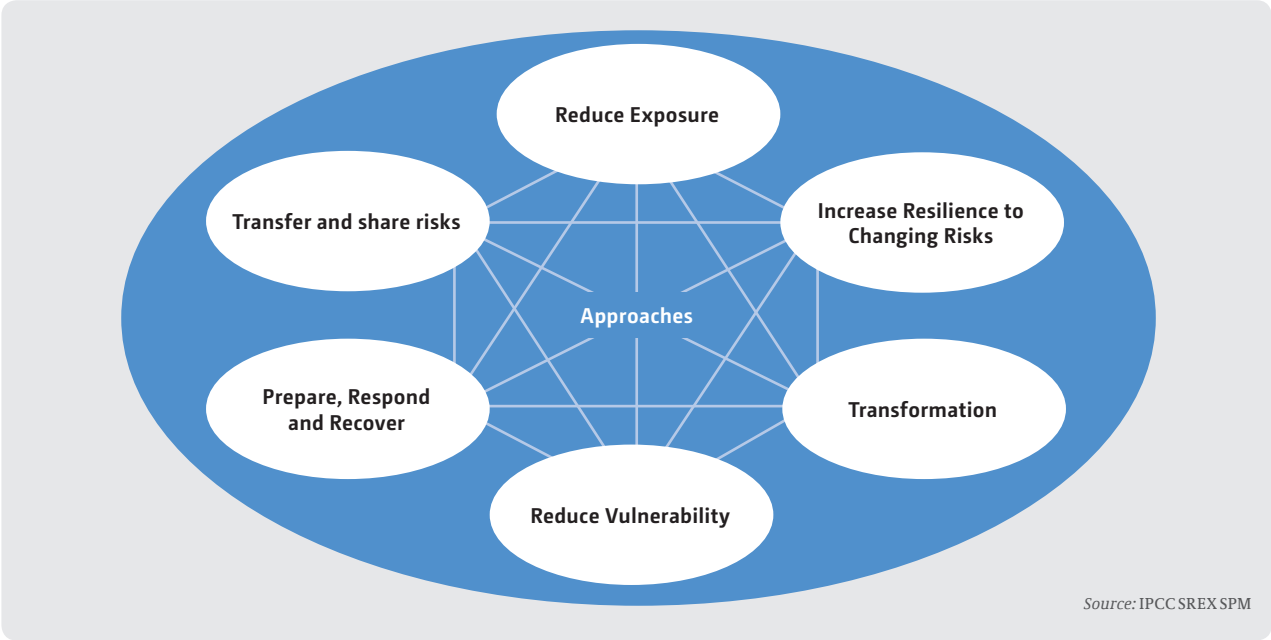 Reduce Exposure
Transfer and share risks
Increase Resilience to
Changing Risks
Approaches
Prepare, Respond
and Recover
Transformation
Reduce Vulnerability
Source: IPCC SREX SPM